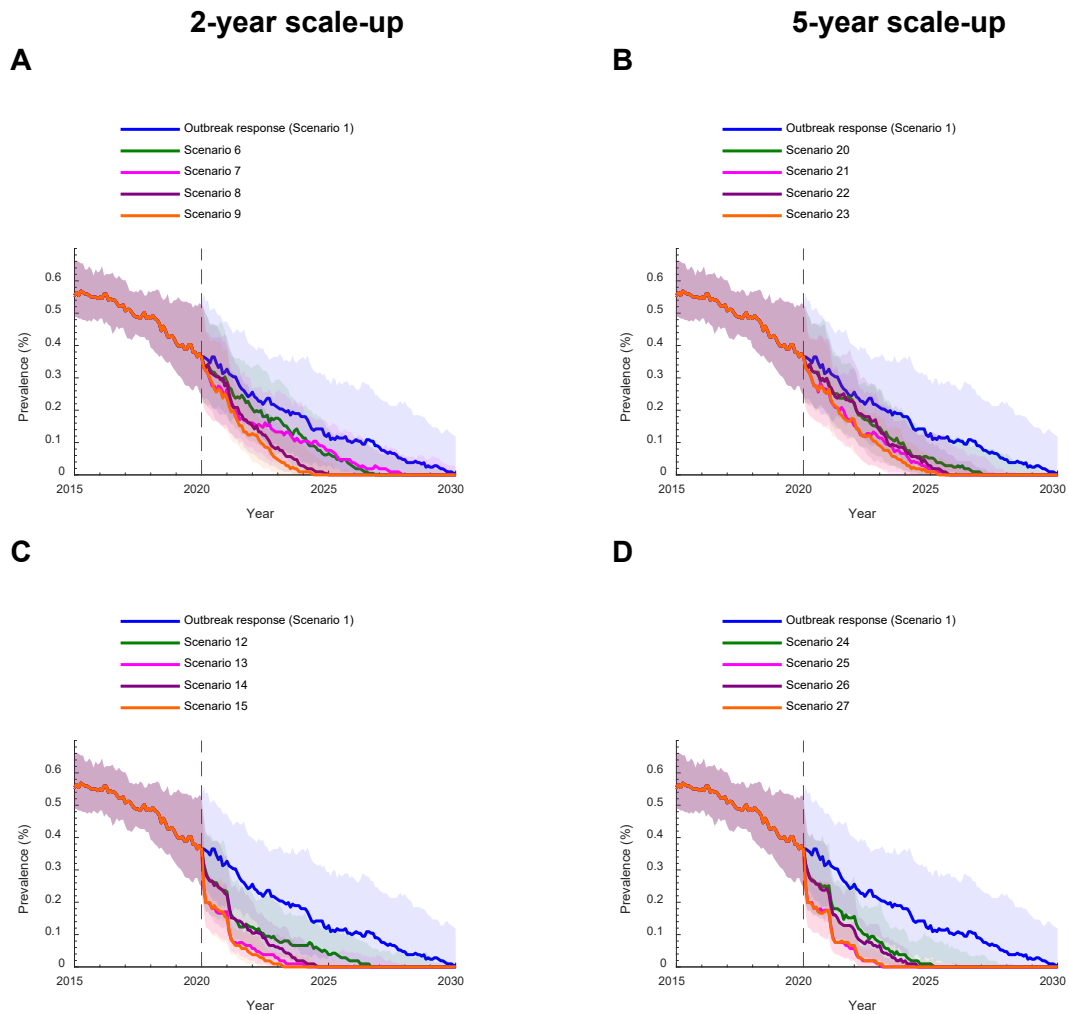 2-year scale-up
5-year scale-up
A
B
Outbreak response (Scenario 1)
Scenario 6
Scenario 7
Scenario 8
Scenario 9
Outbreak response (Scenario 1)
Scenario 20
Scenario 21
Scenario 22
Scenario 23
0.6
0.5
0.4
0.3
0.2
0.1
0
Prevalence (%)
2015
2020
2025
2030
Year
0.6
0.5
0.4
0.3
0.2
0.1
0
Prevalence (%)
2015
2020
2025
2030
Year
C
D
Outbreak response (Scenario 1)
Scenario 12
Scenario 13
Scenario 14
Scenario 15
Outbreak response (Scenario 1)
Scenario 24
Scenario 25
Scenario 26
Scenario 27
0.6
0.5
0.4
0.3
0.2
0.1
0
Prevalence (%)
2015
2020
2025
2030
Year
0.6
0.5
0.4
0.3
0.2
0.1
0
Prevalence (%)
2015
2020
2025
2030
Year